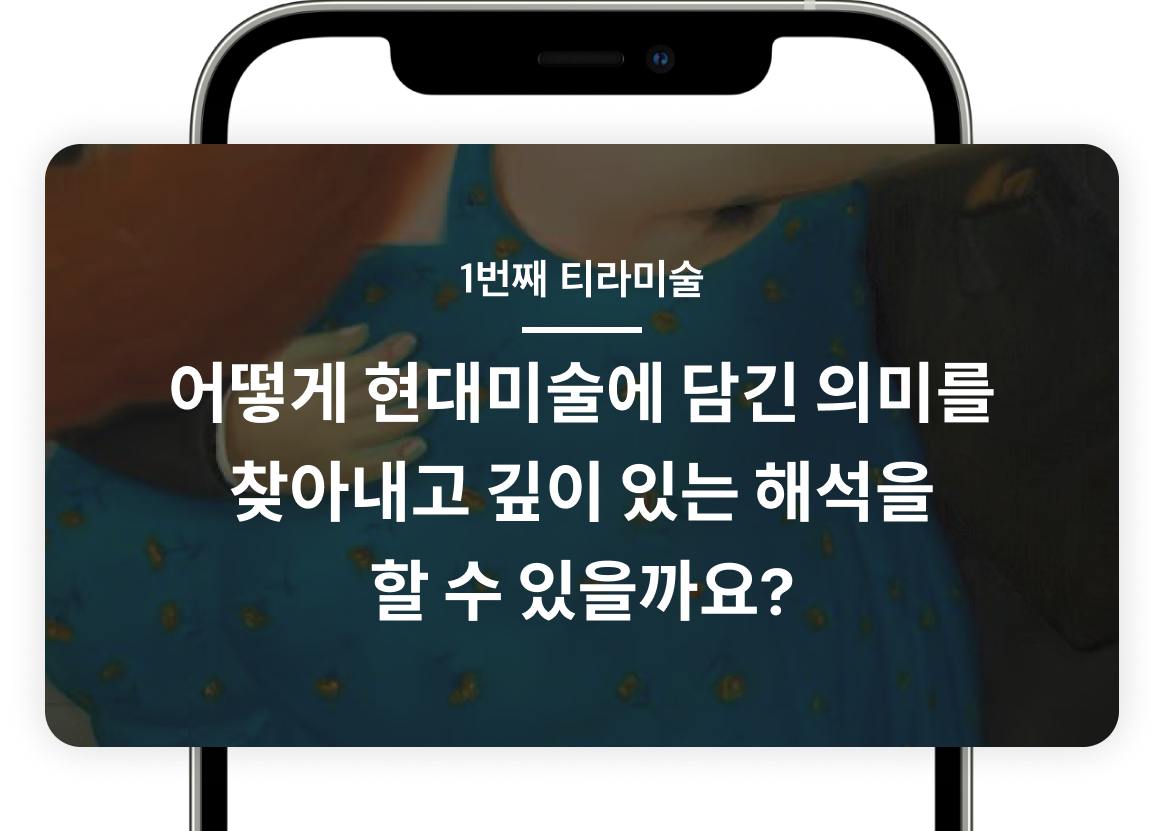 1번째 티라미술
어떻게 현대미술에 담긴 의미를
찾아내고 깊이 있는 해석을
할 수 있을까요?